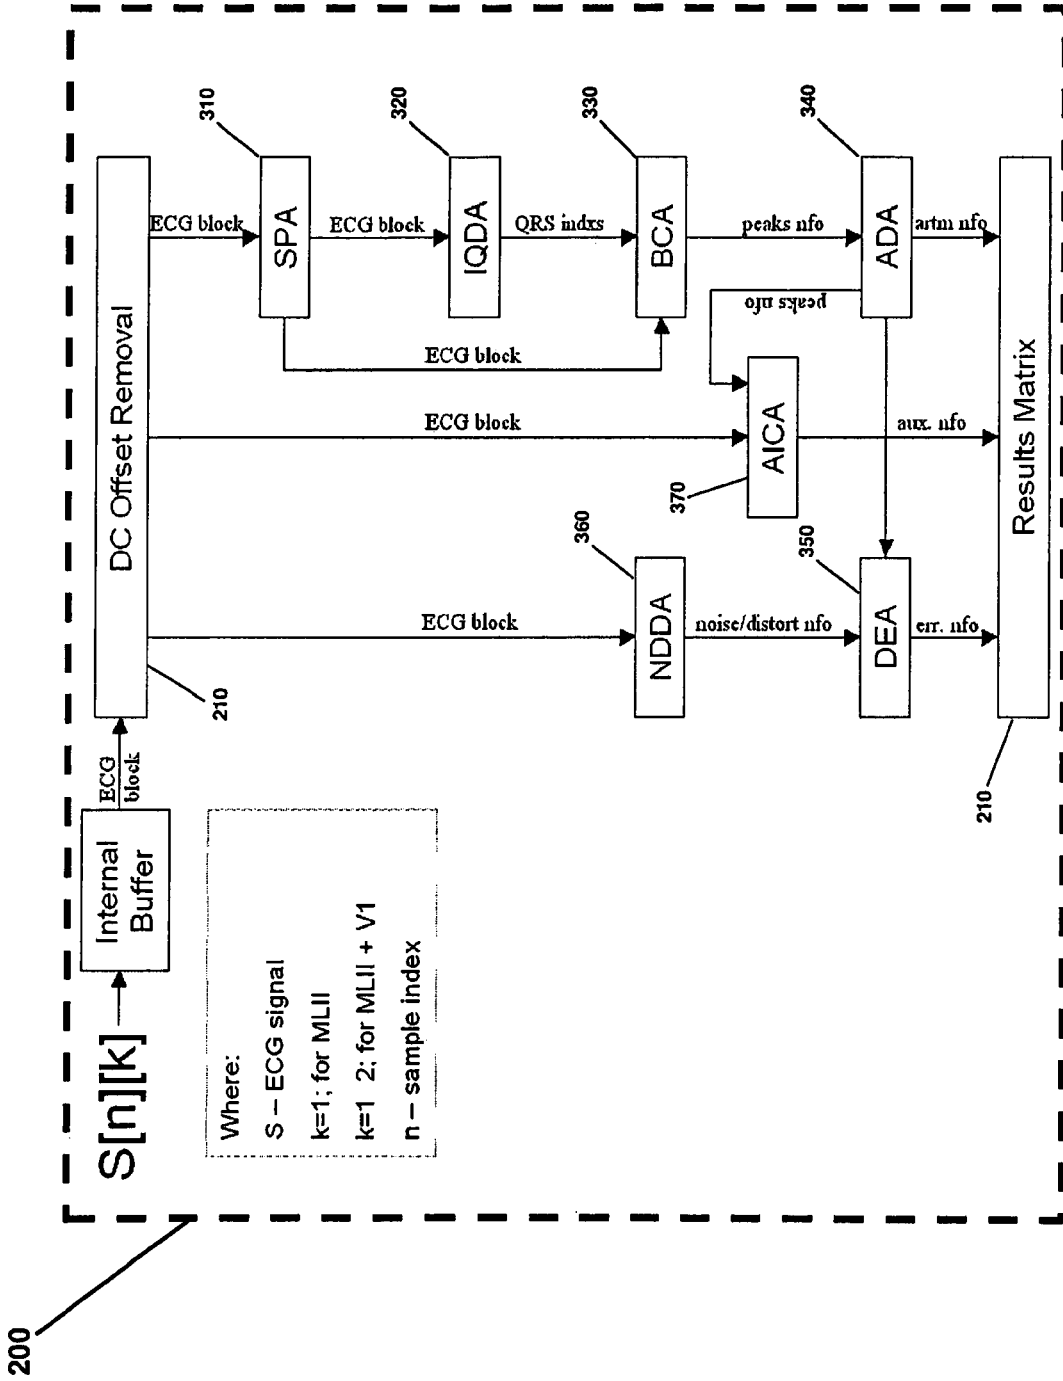 200
S[n][k]
Internal
Buffer
ECG
block
DC Offset Removal
210
Where:
S – ECG signal
k=1; for MLII
k=1 2; for MLII + V1
n – sample index
ECG block
310
SPA
ECG block
320
IQDA
QRS indxs
330
BCA
ECG block
peaks nfo
340
ADA
artm nfo
peaks nfo
ECG block
370
AICA
aux. nfo
ECG block
360
NDDA
noise/distort nfo
350
DEA
err. nfo
Results Matrix
210